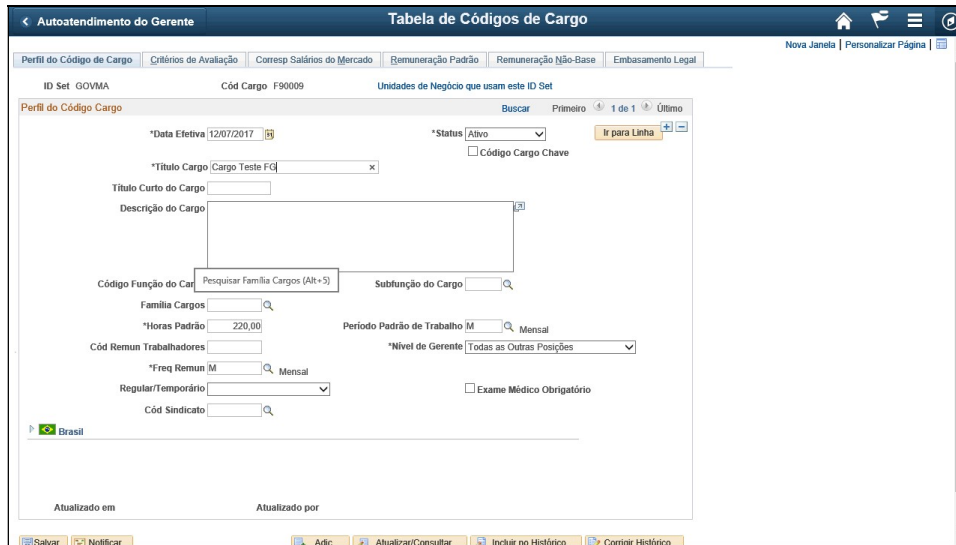 Autoatendimento do Gerente
Tabela de Códigos de Cargo
Nova Janela | Personalizar Página |
Perfil do Código de Cargo Critérios de Avaliação Corresp Salários do Mercado Remuneração Padrão Remuneração Não-Base Embasamento Legal
ID Set GOVMA Cód Cargo F90009 Unidades de Negócio que usam este ID Set
Perfil do Código Cargo Buscar Primeiro 1 de 1 Último
*Data Efetiva 12/07/2017 *Status Ativo Ir para Linha
Código Cargo Chave
*Título Cargo Cargo Teste FG
Título Curto do Cargo
Descrição do Cargo
Código Função do Car Pesquisar Família Cargos (Alt+5) Subfunção do Cargo
Família Cargos
*Horas Padrão 220,00 Período Padrão de Trabalho M Mensal
Cód Remun Trabalhadores *Nível de Gerente Todas as Outras Posições
*Freq Remun M Mensal
Regular/Temporário Exame Médico Obrigatório
Cód Sindicato
Brasil
Atualizado em Atualizado por
Salvar Notificar Adic Atualizar/Consultar Incluir no Histórico Corrigir Histórico